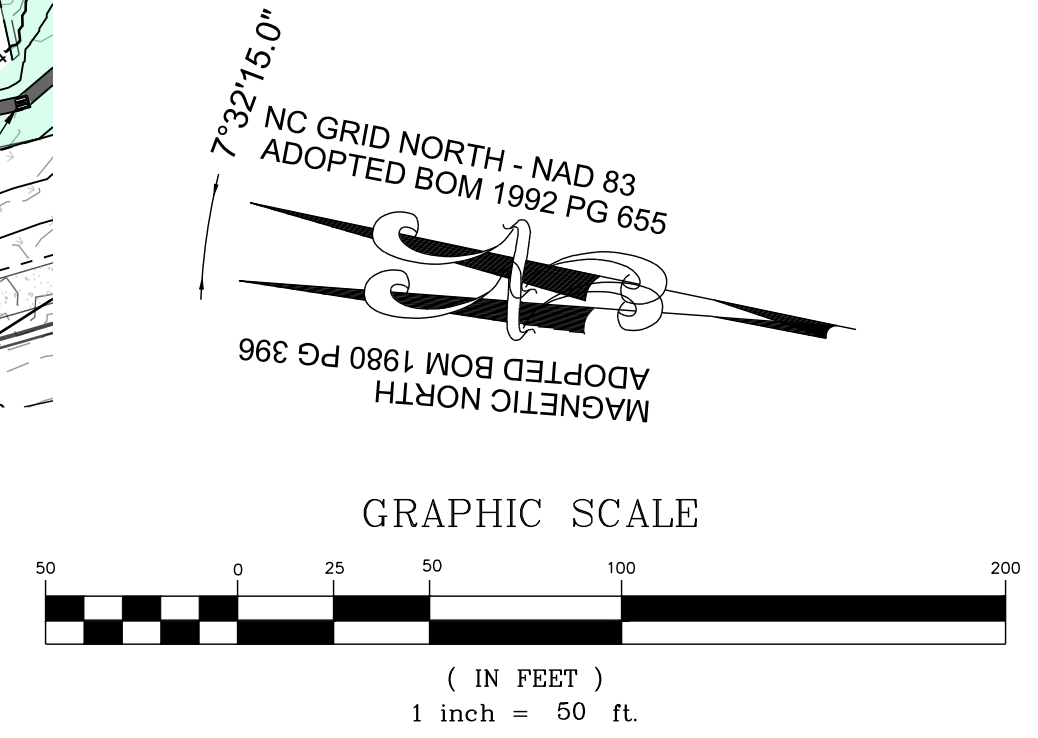 7°32'15.0"
NC GRID NORTH - NAD 83
ADOPTED BOM 1992 PG 655
MAGNETIC NORTH
ADOPTED BOM 1980 PG 396
GRAPHIC SCALE
50 0 25 50 100 200
( IN FEET )
1 inch = 50 ft.